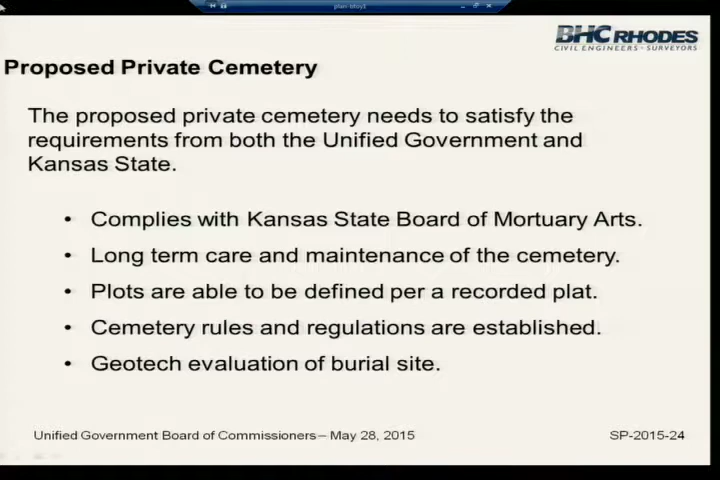 plan-bloy1
BHC RHODES
CIVIL ENGINEERS · SURVEYORS
Proposed Private Cemetery
The proposed private cemetery needs to satisfy the
requirements from both the Unified Government and
Kansas State.
• Complies with Kansas State Board of Mortuary Arts.
• Long term care and maintenance of the cemetery.
• Plots are able to be defined per a recorded plat.
• Cemetery rules and regulations are established.
• Geotech evaluation of burial site.
Unified Government Board of Commissioners – May 28, 2015
SP-2015-24